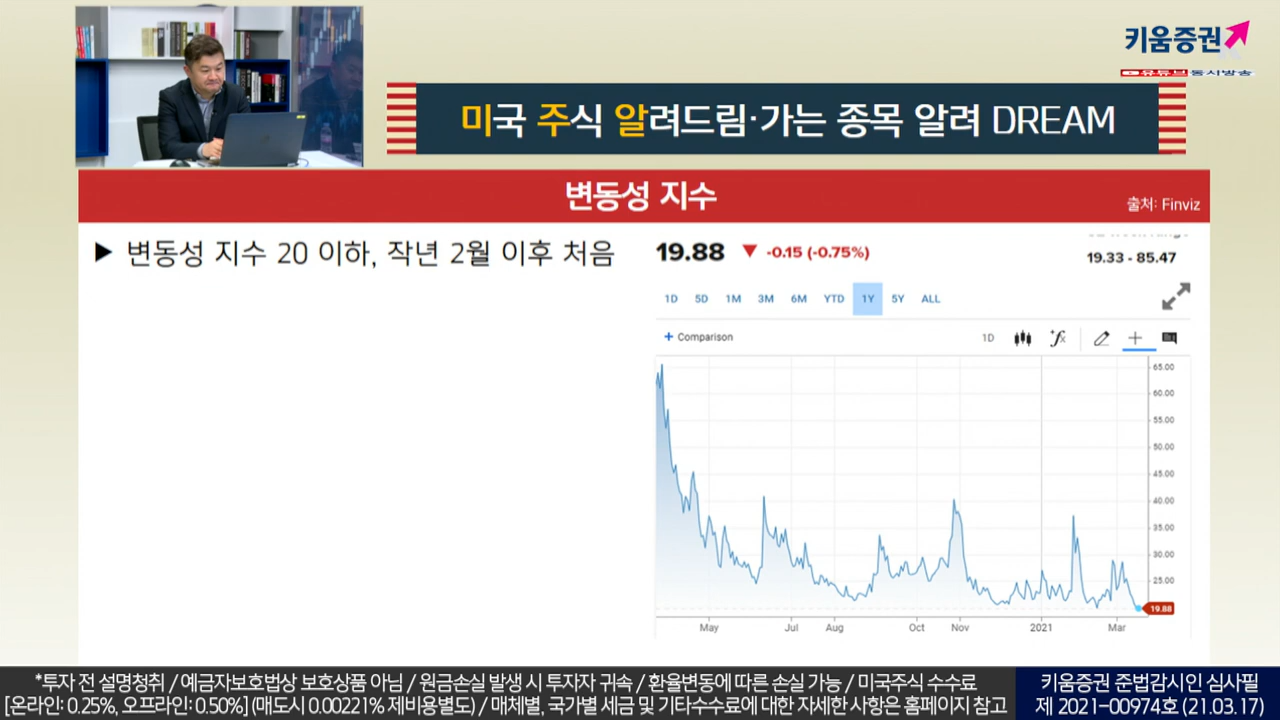 키움증권
미국 주식 알려드림·가는 종목 알려 DREAM
변동성 지수
출처: Finviz
▶ 변동성 지수 20 이하, 작년 2월 이후 처음
19.88 ▼ -0.15 (-0.75%)
19.33 - 85.47
1D 5D 1M 3M 6M YTD 1Y 5Y ALL
+ Comparison
1D
65.00
60.00
55.00
50.00
45.00
40.00
35.00
30.00
25.00
19.88
May Jul Aug Oct Nov 2021 Mar
*투자 전 설명청취 / 예금자보호법상 보호상품 아님 / 원금손실 발생 시 투자자 귀속 / 환율변동에 따른 손실 가능 / 미국주식 수수료
[온라인: 0.25%, 오프라인: 0.50%] (매도시 0.00221% 제비용별도) / 매체별, 국가별 세금 및 기타수수료에 대한 자세한 사항은 홈페이지 참고
키움증권 준법감시인 심사필
제 2021-00974호 (21.03.17)